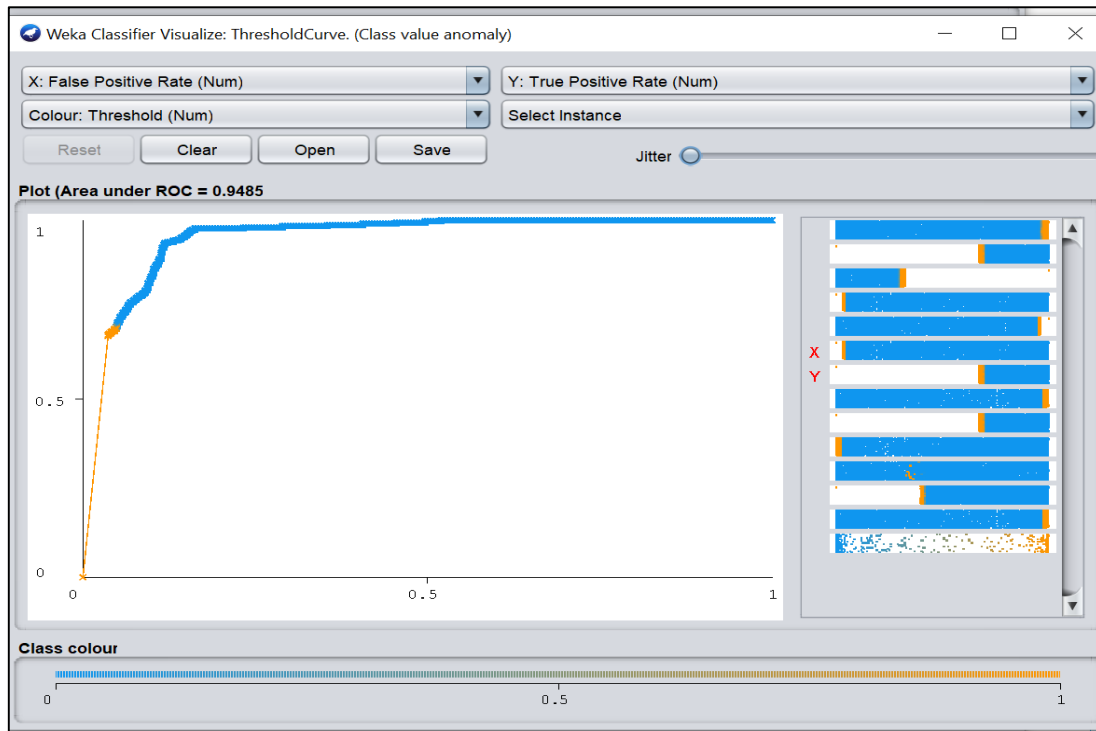 Weka Classifier Visualize: ThresholdCurve. (Class value anomaly)
X: False Positive Rate (Num) Y: True Positive Rate (Num)
Colour: Threshold (Num) Select Instance
Reset Clear Open Save Jitter
Plot (Area under ROC = 0.9485
1
0.5
0
0 0.5 1
X
Y
Class colour
0 0.5 1